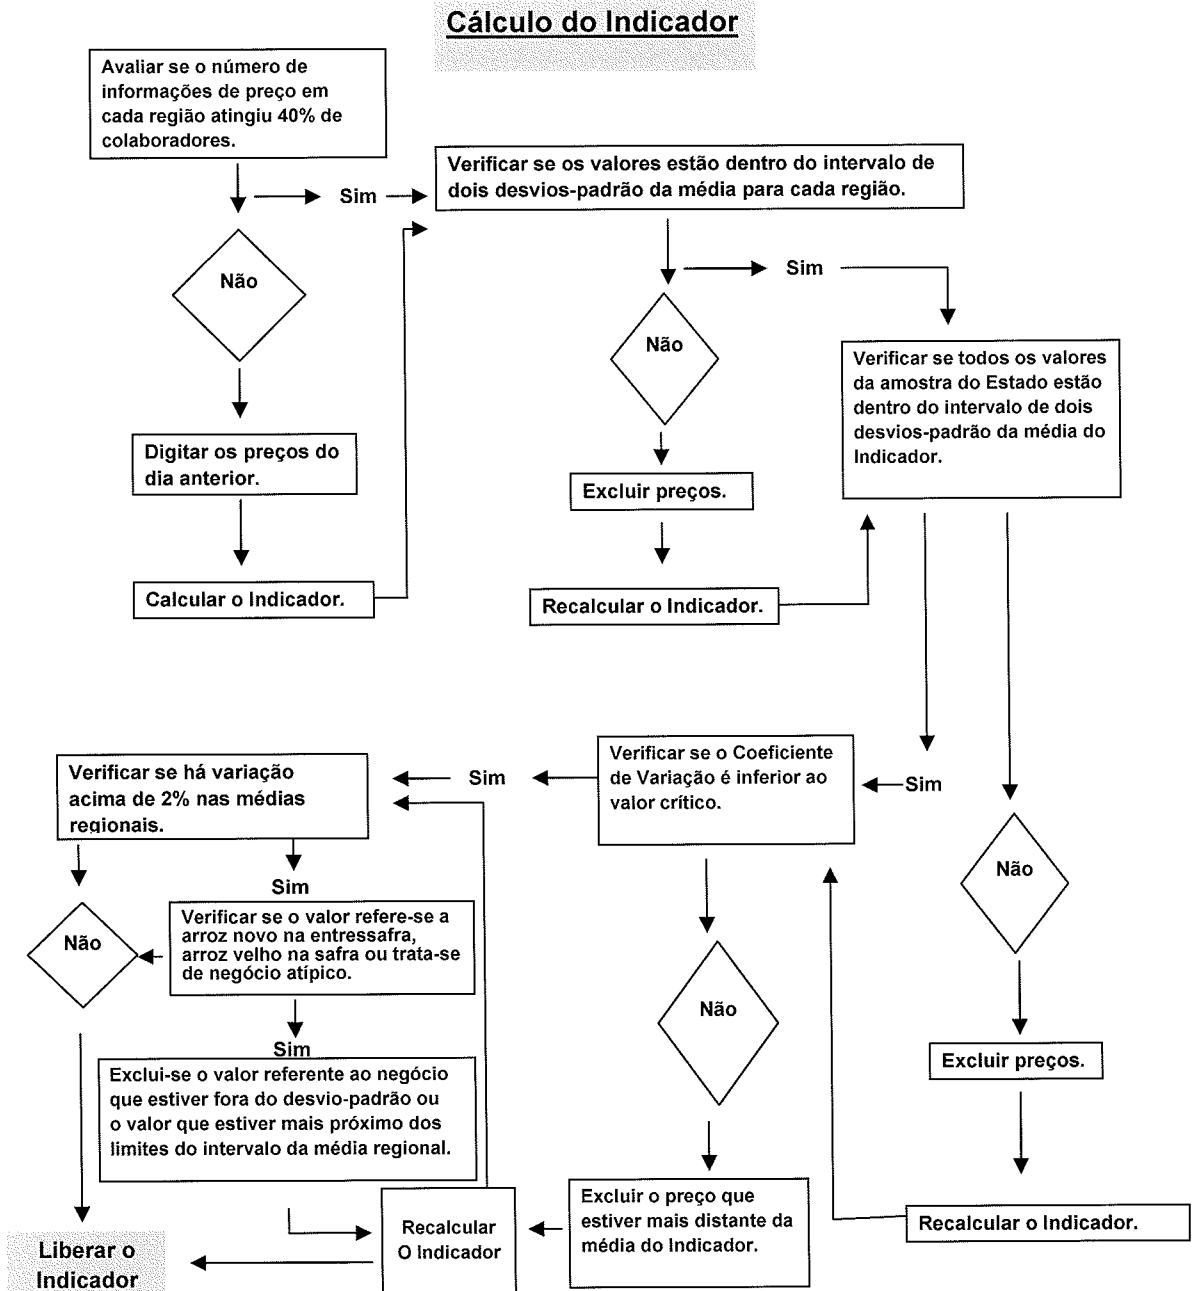 Cálculo do Indicador
Avaliar se o número de
informações de preço em
cada região atingiu 40% de
colaboradores.
Sim
Verificar se os valores estão dentro do intervalo de
dois desvios-padrão da média para cada região.
Não
Sim
Não
Verificar se todos os valores
da amostra do Estado estão
dentro do intervalo de dois
desvios-padrão da média do
Indicador.
Digitar os preços do
dia anterior.
Excluir preços.
Calcular o Indicador.
Recalcular o Indicador.
Verificar se há variação
acima de 2% nas médias
regionais.
Sim
Verificar se o Coeficiente
de Variação é inferior ao
valor crítico.
Sim
Não
Sim
Não
Verificar se o valor refere-se a
arroz novo na entressafra,
arroz velho na safra ou trata-se
de negócio atípico.
Não
Sim
Excluir preços.
Exclui-se o valor referente ao negócio
que estiver fora do desvio-padrão ou
o valor que estiver mais próximo dos
limites do intervalo da média regional.
Excluir o preço que
estiver mais distante da
média do Indicador.
Recalcular o Indicador.
Recalcular
O Indicador
Liberar o
Indicador